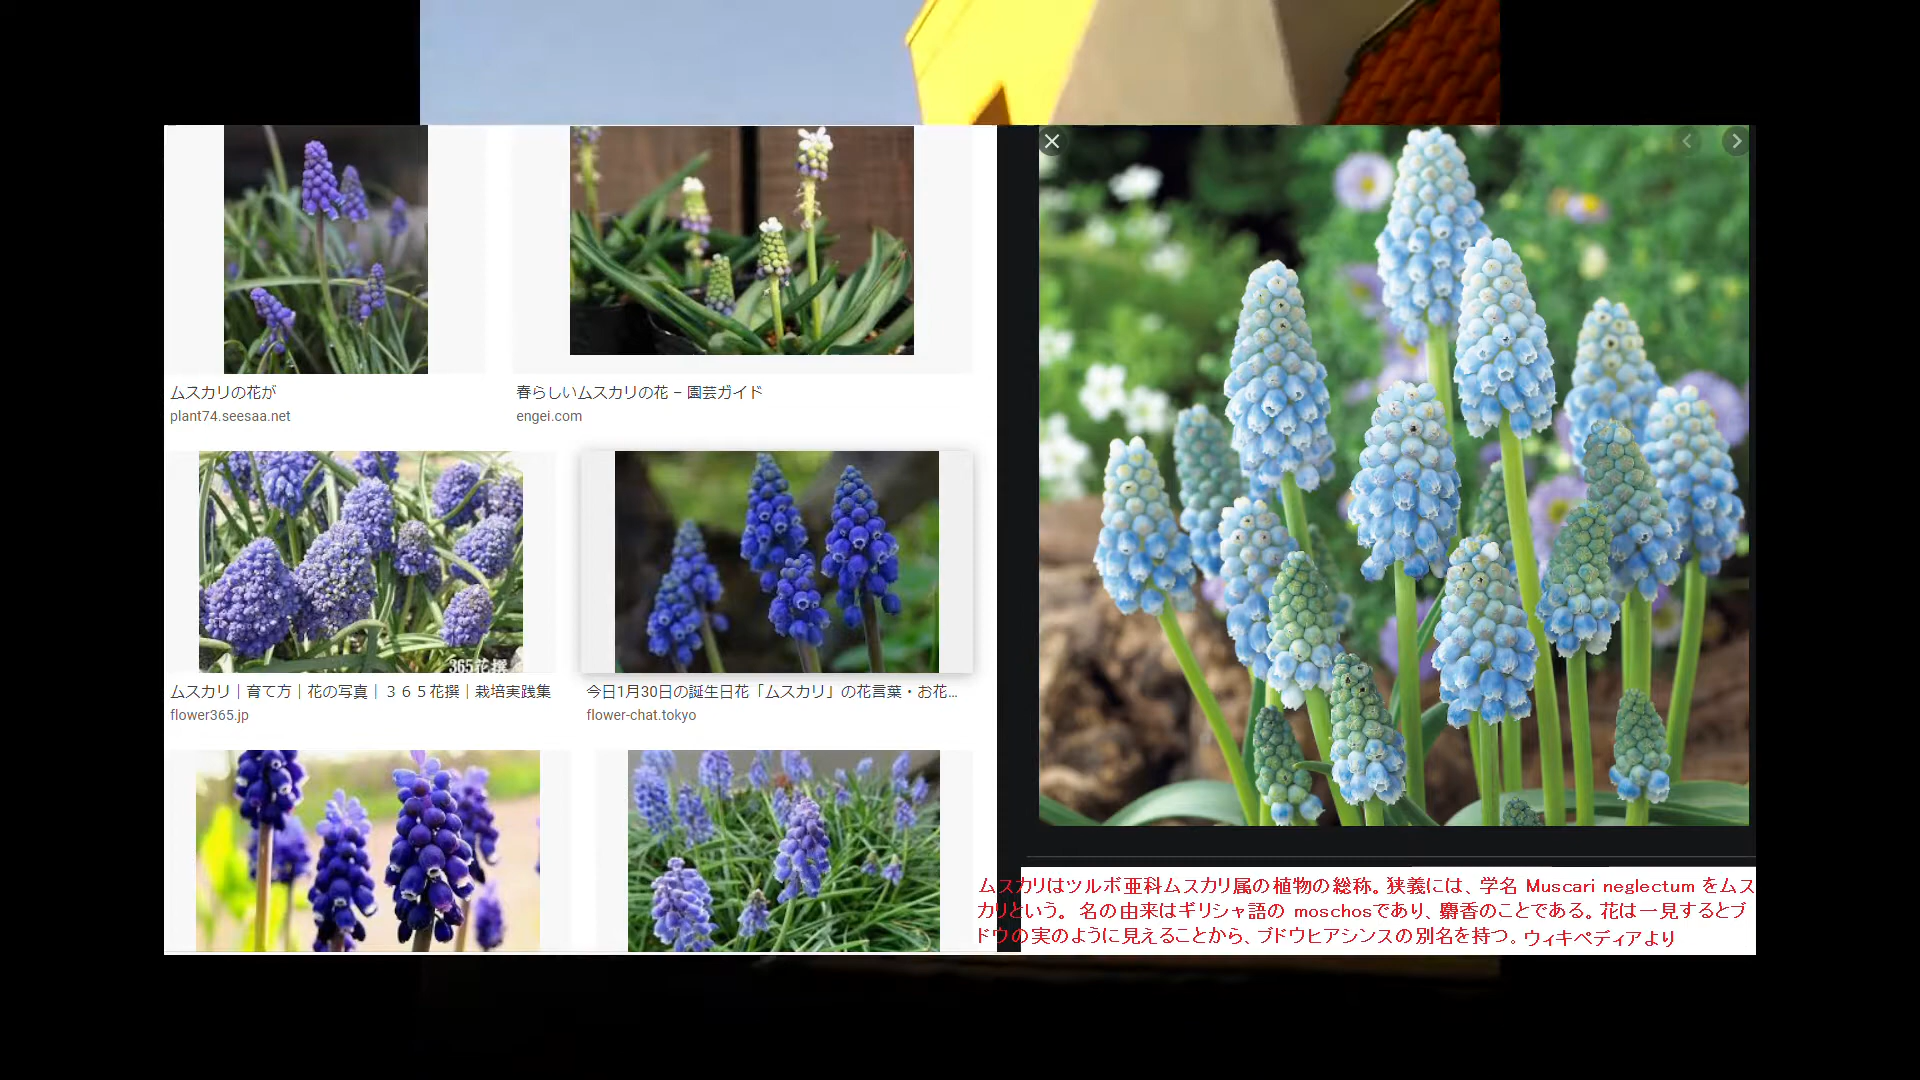 ムスカリの花が
plant74.seesaa.net
春らしいムスカリの花 – 園芸ガイド
engei.com
365花撰
ムスカリ｜育て方｜花の写真｜３６５花撰｜栽培実践集
flower365.jp
今日1月30日の誕生日花「ムスカリ」の花言葉・お花...
flower-chat.tokyo
ムスカリはツルボ亜科ムスカリ属の植物の総称。狭義には、学名 Muscari neglectum をムス
カリという。 名の由来はギリシャ語の moschosであり、麝香のことである。花は一見するとブ
ドウの実のように見えることから、ブドウヒアシンスの別名を持つ。ウィキペディアより